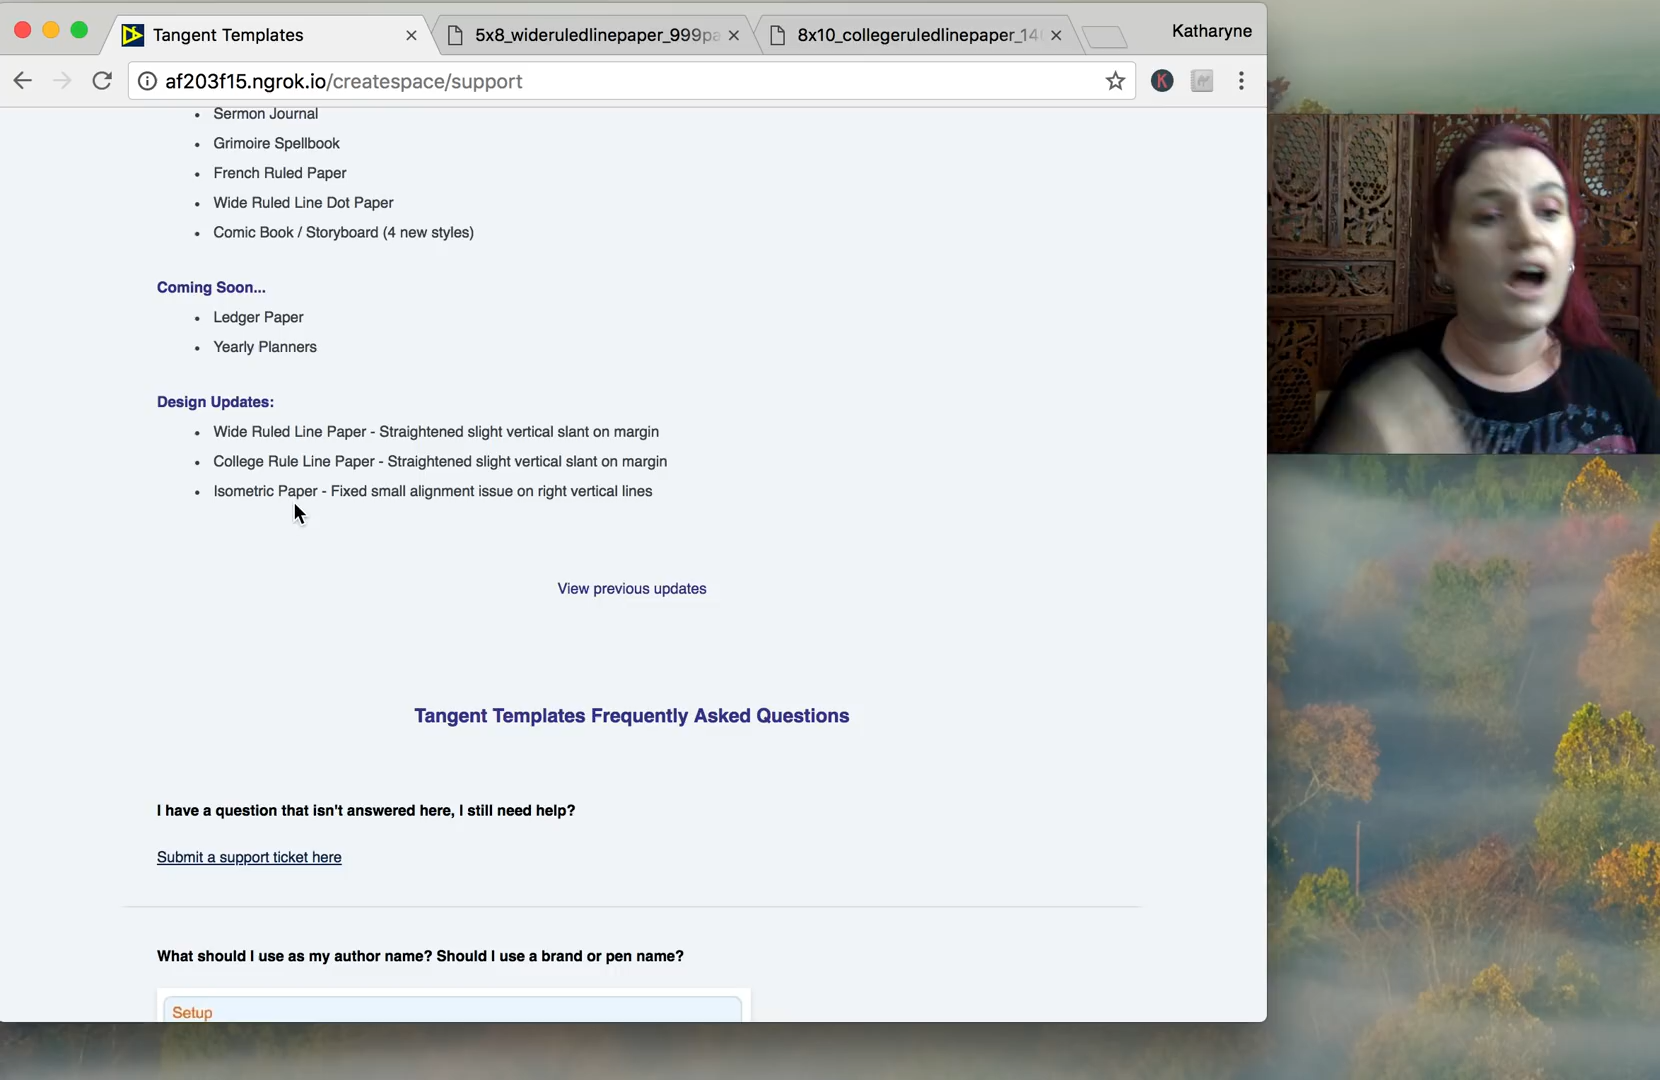 Tangent Templates
5x8_wideruledlinepaper_999pa
8x10_collegeruledlinepaper_140
Katharyne
af203f15.ngrok.io/createspace/support
K
Sermon Journal
Grimoire Spellbook
French Ruled Paper
Wide Ruled Line Dot Paper
Comic Book / Storyboard (4 new styles)
Coming Soon...
Ledger Paper
Yearly Planners
Design Updates:
Wide Ruled Line Paper - Straightened slight vertical slant on margin
College Rule Line Paper - Straightened slight vertical slant on margin
Isometric Paper - Fixed small alignment issue on right vertical lines
View previous updates
Tangent Templates Frequently Asked Questions
I have a question that isn't answered here, I still need help?
Submit a support ticket here
What should I use as my author name? Should I use a brand or pen name?
Setup